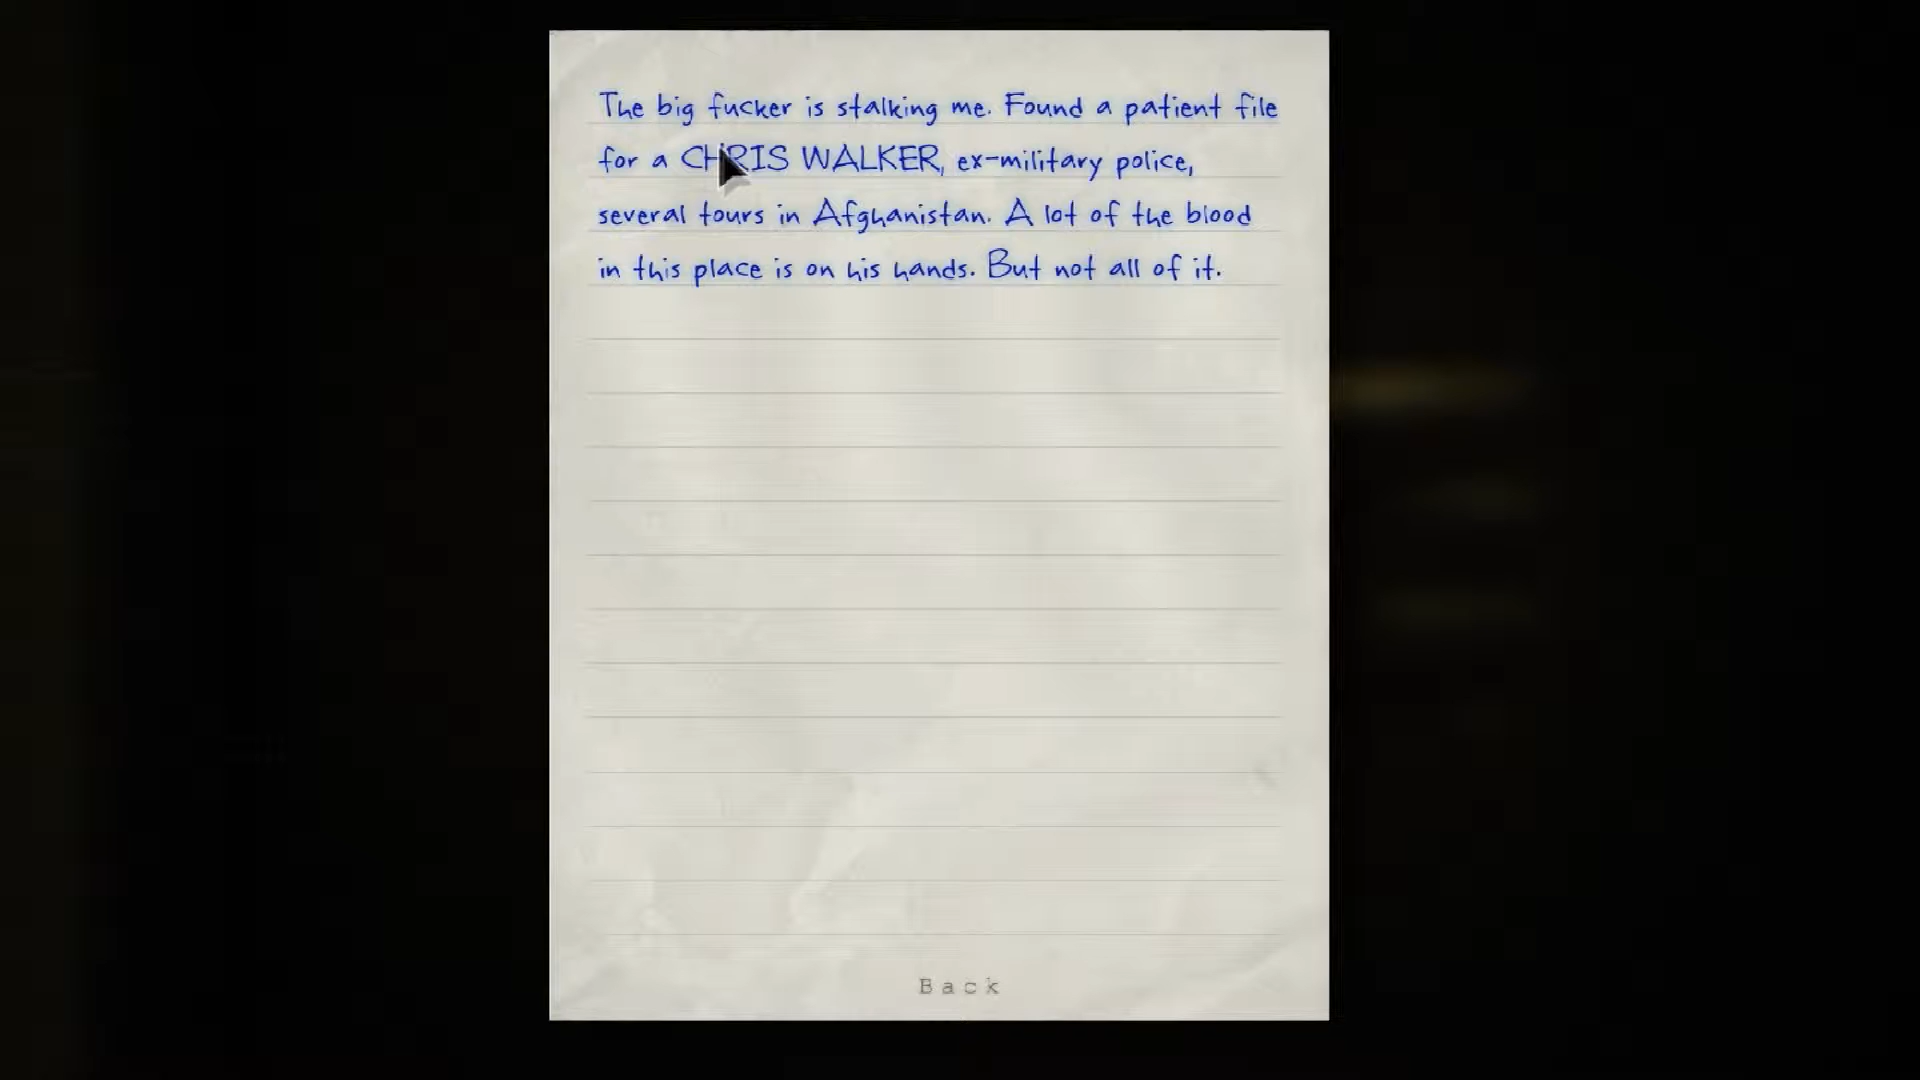 The big fucker is stalking me. Found a patient file
for a CHRIS WALKER, ex-military police,
several tours in Afghanistan. A lot of the blood
in this place is on his hands. But not all of it.
Back